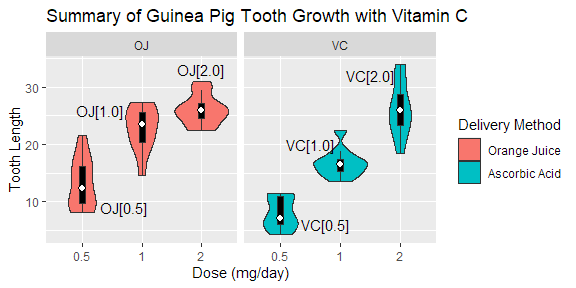 Summary of Guinea Pig Tooth Growth with Vitamin C
OJ
VC
Tooth Length
30
20
10
OJ[0.5]
OJ[1.0]
OJ[2.0]
VC[0.5]
VC[1.0]
VC[2.0]
0.5
1
2
0.5
1
2
Dose (mg/day)
Delivery Method
Orange Juice
Ascorbic Acid